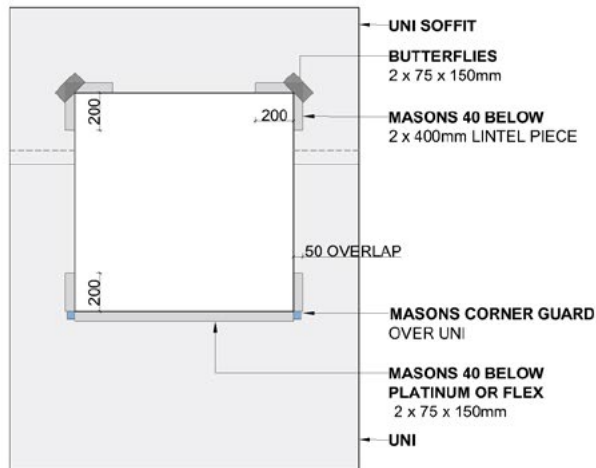 UNI SOFFIT
BUTTERFLIES
2 x 75 x 150mm
200
200
MASONS 40 BELOW
2 x 400mm LINTEL PIECE
50 OVERLAP
200
MASONS CORNER GUARD
OVER UNI
MASONS 40 BELOW
PLATINUM OR FLEX
2 x 75 x 150mm
UNI